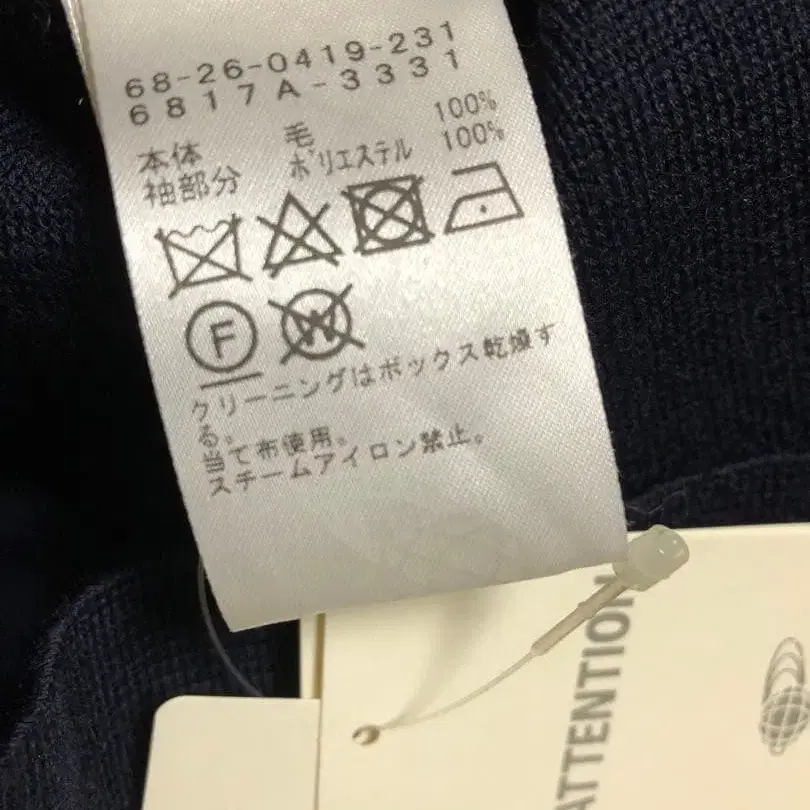 68-26-0419-231
6817A-3331
本体 毛 100%
袖部分 ポリエステル 100%
F W
クリーニングはボックス乾燥す
る。
当て布使用。
スチームアイロン禁止。
ATTENTION